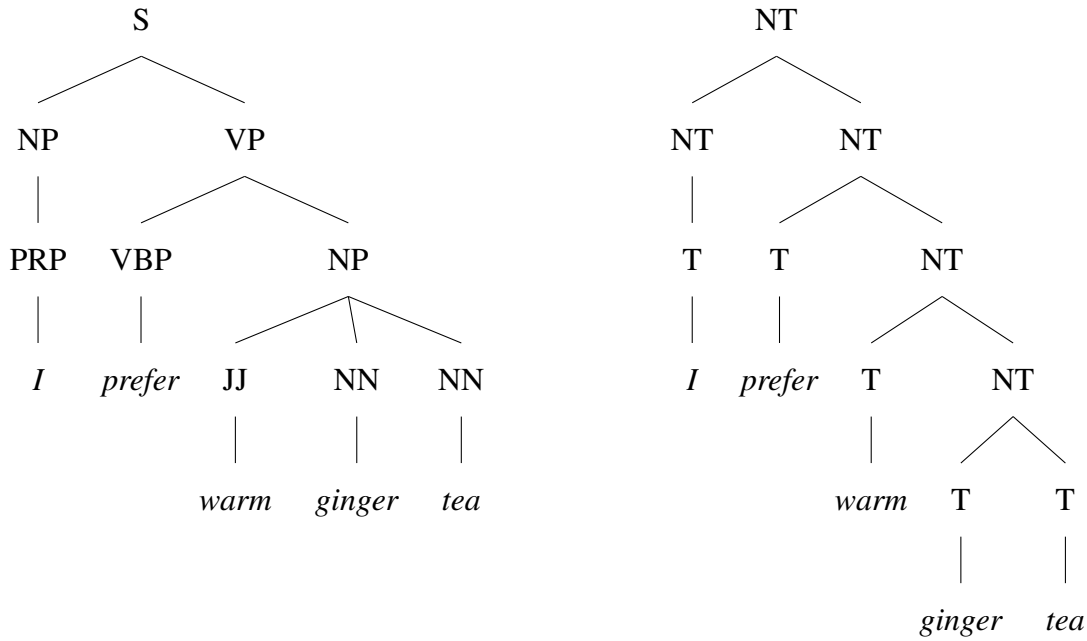 S NT
NP VP NT NT
PRP VBP NP T T NT
I prefer JJ NN NN I prefer T NT
warm ginger tea warm T T
ginger tea